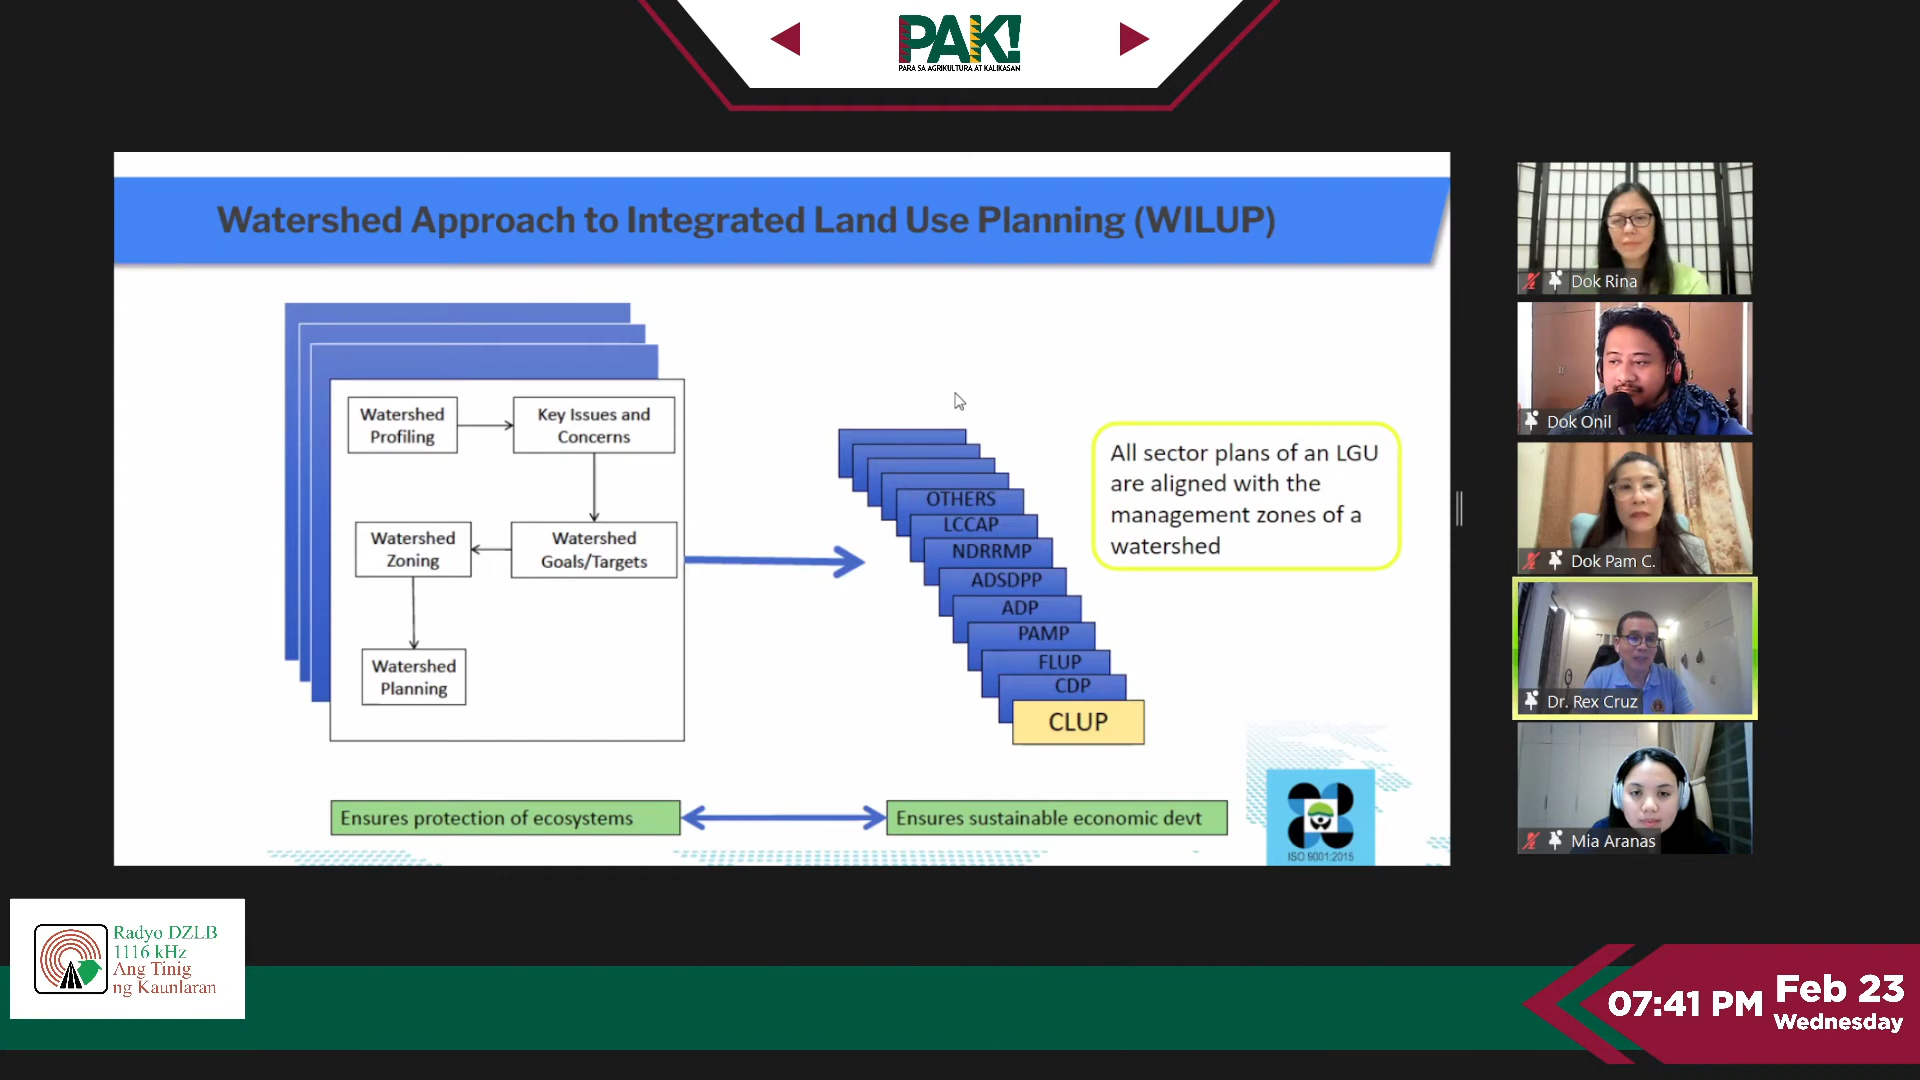 PAK!
PARA SA AGRIKULTURA AT KALIKASAN
Watershed Approach to Integrated Land Use Planning (WILUP)
Watershed
Profiling
Key Issues and
Concerns
Watershed
Zoning
Watershed
Goals/Targets
Watershed
Planning
OTHERS
LCCAP
NDRRMP
ADSDPP
ADP
PAMP
FLUP
CDP
CLUP
All sector plans of an LGU
are aligned with the
management zones of a
watershed
Ensures protection of ecosystems
Ensures sustainable economic devt
ISO 9001:2015
Dok Rina
Dok Onil
Dok Pam C.
Dr. Rex Cruz
Mia Aranas
Radyo DZLB
1116 kHz
Ang Tinig
ng Kaunlaran
07:41 PM
Feb 23
Wednesday